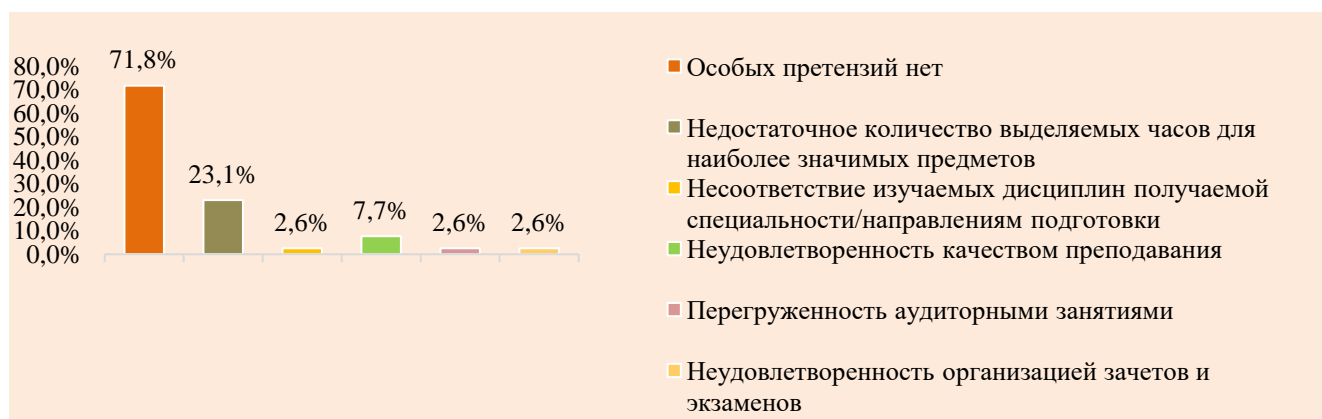 80,0%
70,0%
60,0%
50,0%
40,0%
30,0%
20,0%
10,0%
0,0%
71,8%
23,1%
2,6%
7,7%
2,6%
2,6%
Особых претензий нет
Недостаточное количество выделяемых часов для
наиболее значимых предметов
Несоответствие изучаемых дисциплин получаемой
специальности/направлениям подготовки
Неудовлетворенность качеством преподавания
Перегруженность аудиторными занятиями
Неудовлетворенность организацией зачетов и
экзаменов